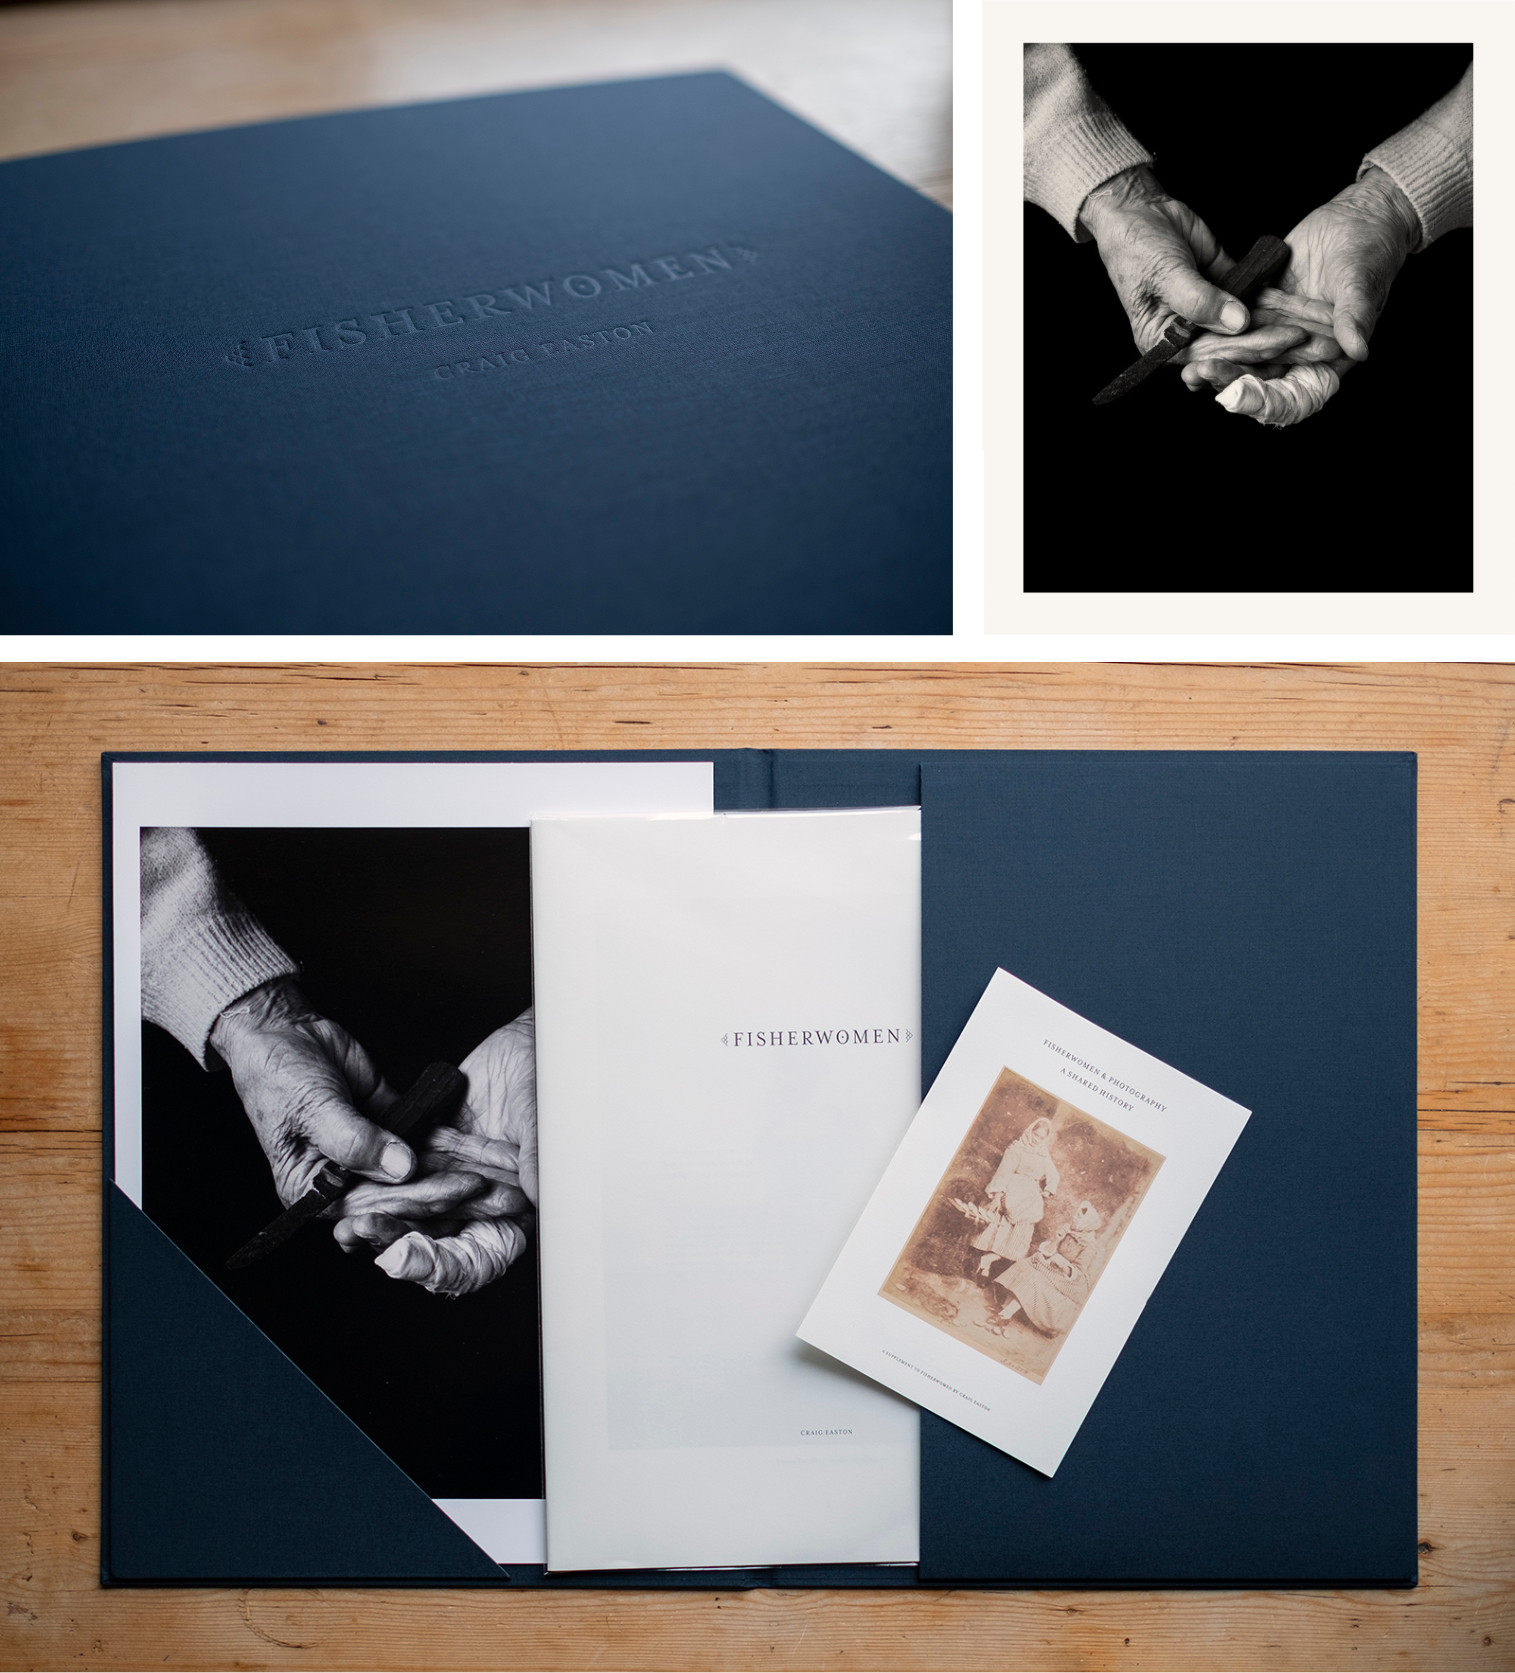 FISHERWOMEN
CRAIG EASTON
FISHERWOMEN
CRAIG EASTON
FISHERWOMEN & PHOTOGRAPHY
A SHARED HISTORY
A SUPPLEMENT TO FISHERWOMEN BY CRAIG EASTON